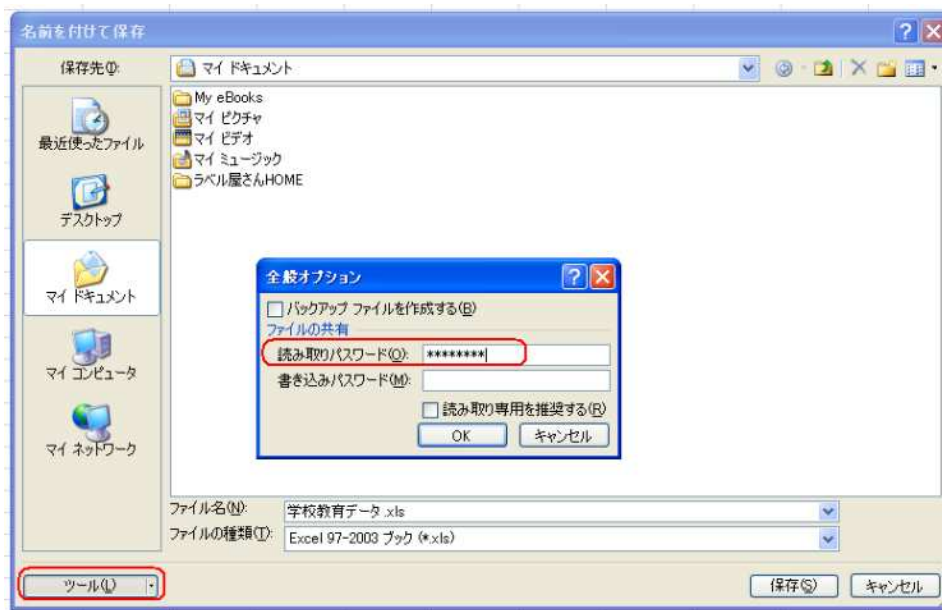 名前を付けて保存
保存先(I):
マイ ドキュメント
最近使ったファイル
デスクトップ
マイ ドキュメント
マイ コンピュータ
マイ ネットワーク
My eBooks
マイ ピクチャ
マイ ビデオ
マイ ミュージック
ラベル屋さんHOME
全般オプション
バックアップ ファイルを作成する(B)
ファイルの共有
読み取りパスワード(O): ********
書き込みパスワード(M):
読み取り専用を推奨する(R)
OK キャンセル
ファイル名(N): 学校教育データ.xls
ファイルの種類(T): Excel 97-2003 ブック (*.xls)
ツール(L) 保存(S) キャンセル